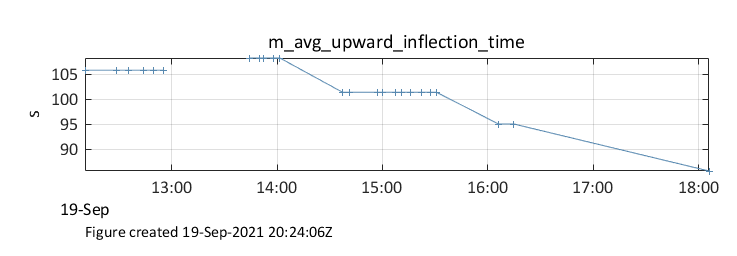 m_avg_upward_inflection_time
105
100
95
90
s
13:00 14:00 15:00 16:00 17:00 18:00
19-Sep
Figure created 19-Sep-2021 20:24:06Z